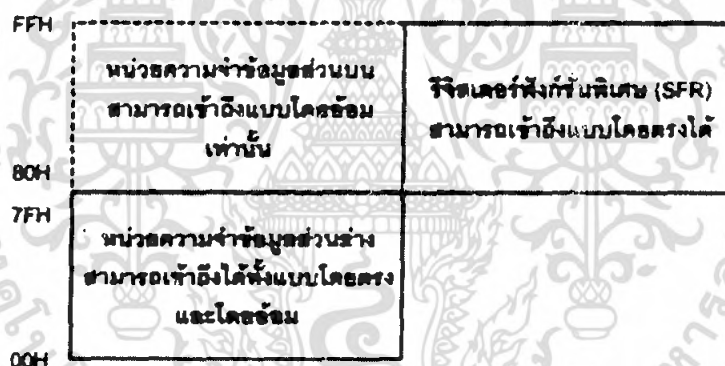 FFH
หน่วยความจำข้อมูลส่วนบน
สามารถเข้าถึงแบบโดยอ้อม
เท่านั้น
80H
รีจิสเตอร์ฟังก์ชันพิเศษ (SFR)
สามารถเข้าถึงแบบโดยตรงได้
7FH
หน่วยความจำข้อมูลส่วนล่าง
สามารถเข้าถึงได้ทั้งแบบโดยตรง
และโดยอ้อม
00H